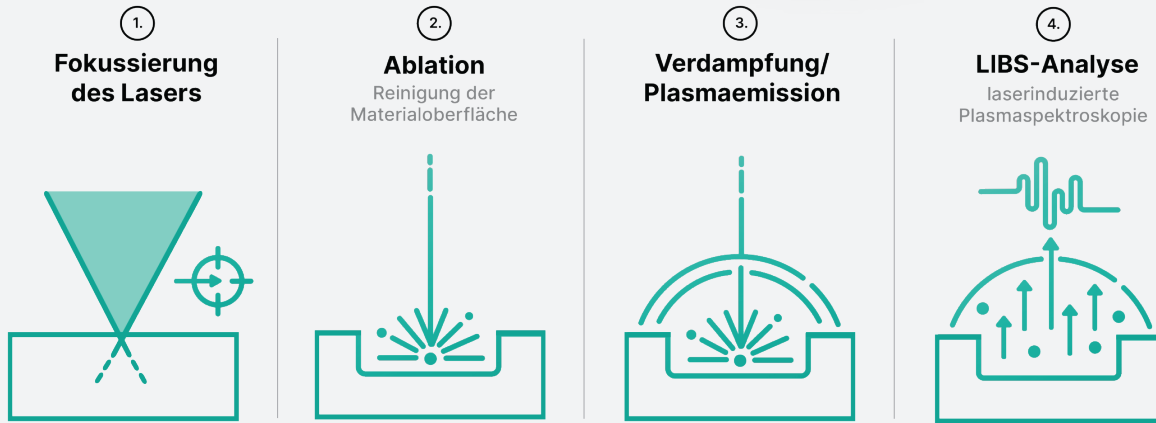 1.
Fokussierung
des Lasers
2.
Ablation
Reinigung der
Materialoberfläche
3.
Verdampfung/
Plasmaemission
4.
LIBS-Analyse
laserinduzierte
Plasmaspektroskopie